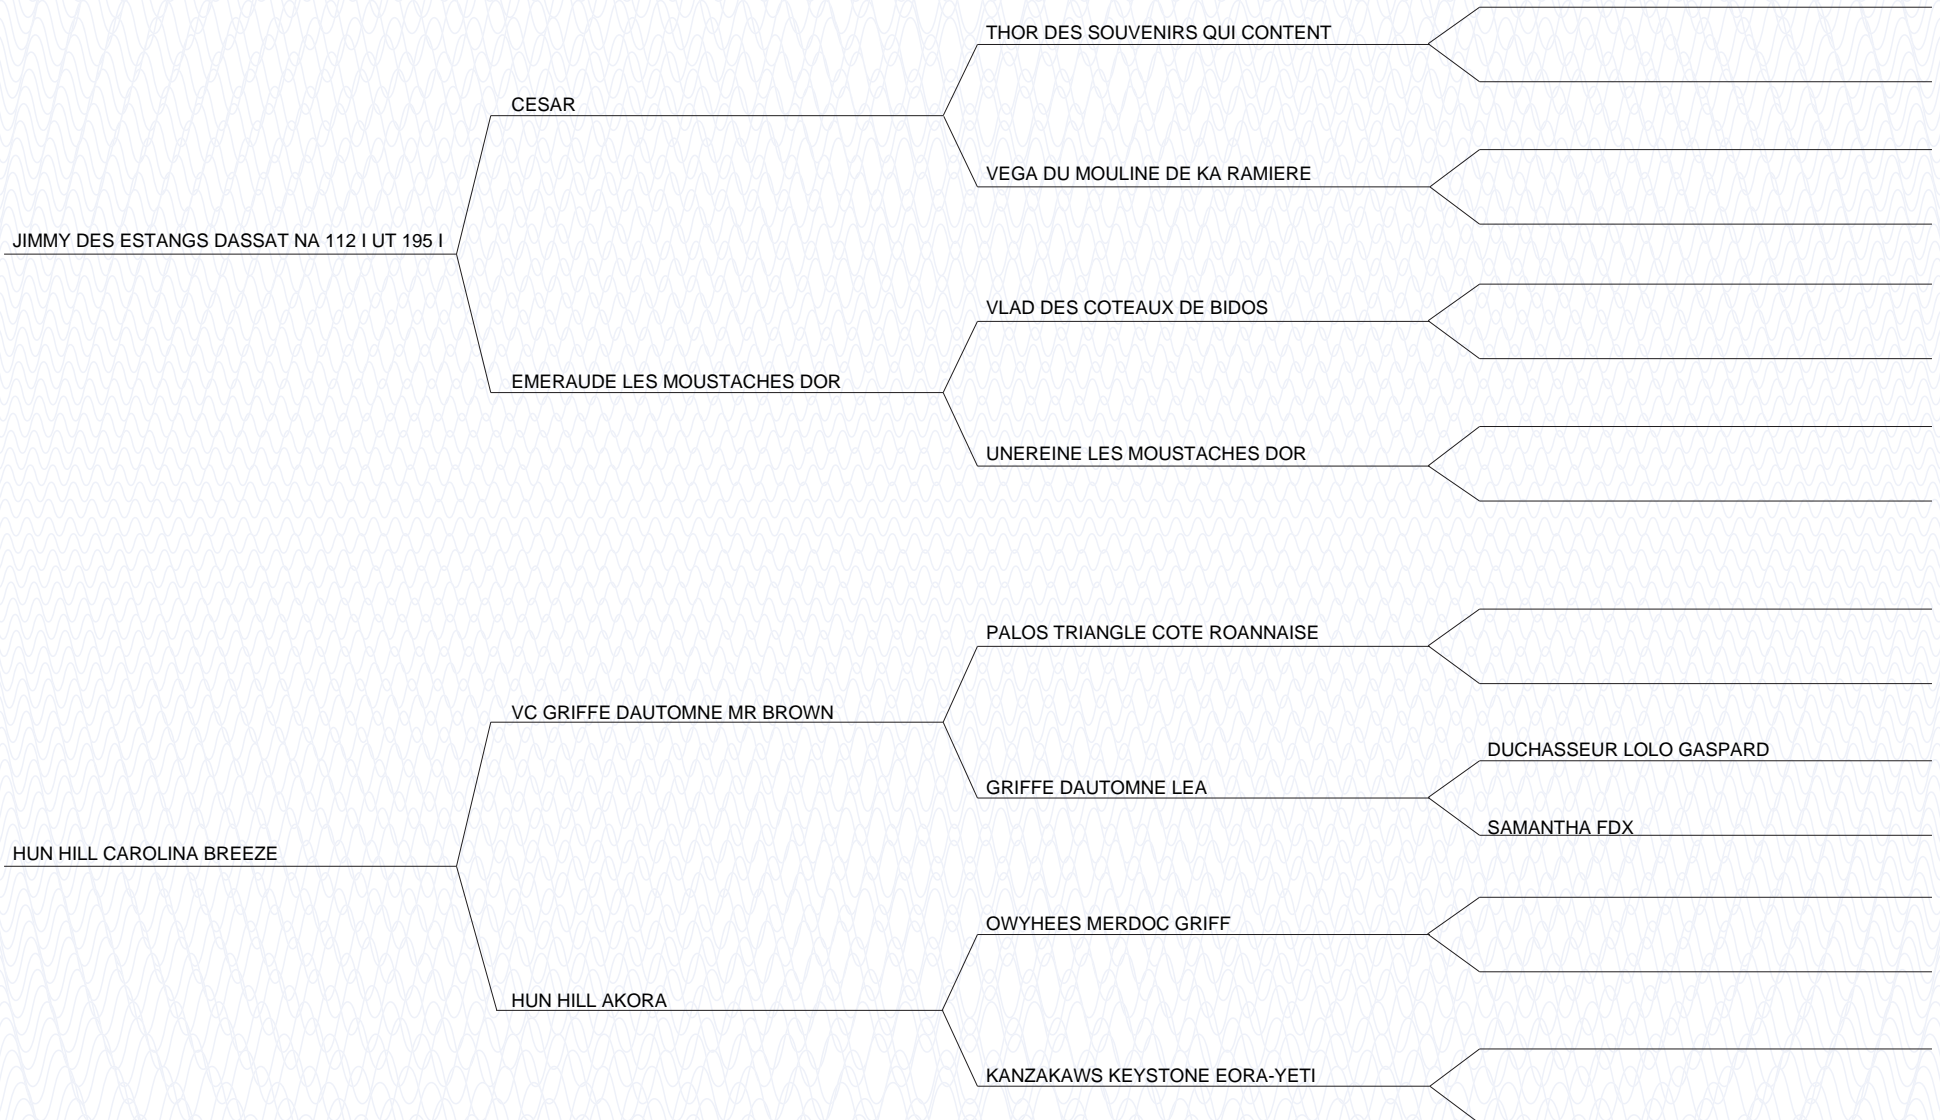 THOR DES SOUVENIRS QUI CONTENT
CESAR
VEGA DU MOULINE DE KA RAMIERE
JIMMY DES ESTANGS DASSAT NA 112 I UT 195 I
VLAD DES COTEAUX DE BIDOS
EMERAUDE LES MOUSTACHES DOR
UNEREINE LES MOUSTACHES DOR
PALOS TRIANGLE COTE ROANNAISE
VC GRIFFE DAUTOMNE MR BROWN
DUCHASSEUR LOLO GASPARD
GRIFFE DAUTOMNE LEA
SAMANTHA FDX
HUN HILL CAROLINA BREEZE
OWYHEES MERDOC GRIFF
HUN HILL AKORA
KANZAKAWS KEYSTONE EORA-YETI